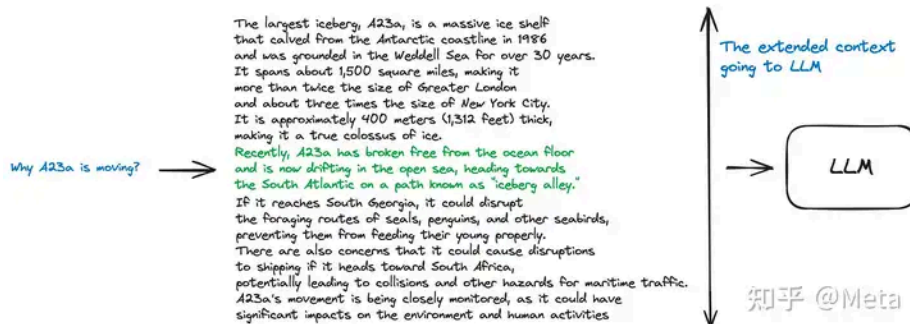 Why A23a is moving?
The largest iceberg, A23a, is a massive ice shelf
that calved from the Antarctic coastline in 1986
and was grounded in the Weddell Sea for over 30 years.
It spans about 1,500 square miles, making it
more than twice the size of Greater London
and about three times the size of New York City.
It is approximately 400 meters (1,312 feet) thick,
making it a true colossus of ice.
Recently, A23a has broken free from the ocean floor
and is now drifting in the open sea, heading towards
the South Atlantic on a path known as "iceberg alley."
If it reaches South Georgia, it could disrupt
the foraging routes of seals, penguins, and other seabirds,
preventing them from feeding their young properly.
There are also concerns that it could cause disruptions
to shipping if it heads toward South Africa,
potentially leading to collisions and other hazards for maritime traffic.
A23a's movement is being closely monitored, as it could have
significant impacts on the environment and human activities
The extended context
going to LLM
LLM
知乎 @Meta